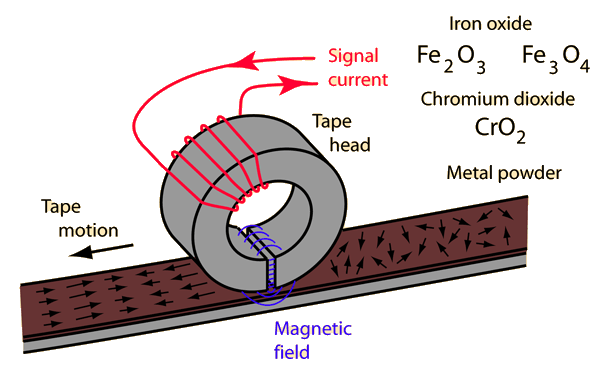 Iron oxide
Fe2O3 Fe3O4
Chromium dioxide
CrO2
Metal powder
Signal
current
Tape
head
Tape
motion
Magnetic
field